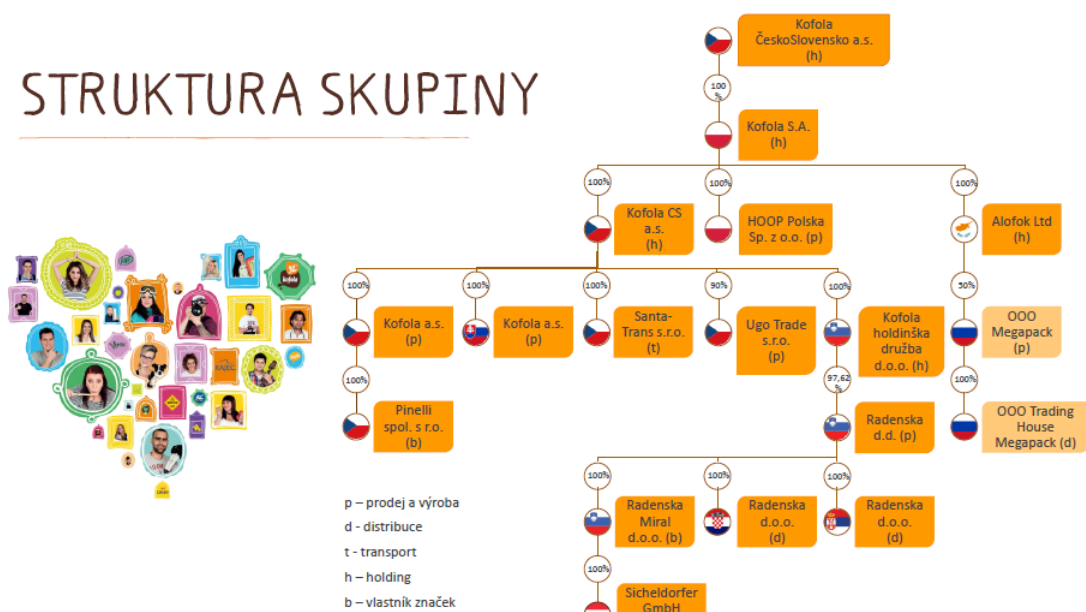 STRUKTURA SKUPINY
Kofola
ČeskoSlovensko a.s.
(h)
100
%
Kofola S.A.
(h)
100%
100%
100%
Kofola CS
a.s.
(h)
HOOP Polska
Sp. z o.o. (p)
Alofok Ltd
(h)
100%
100%
100%
90%
100%
50%
Kofola a.s.
(p)
Kofola a.s.
(p)
Santa-
Trans s.r.o.
(t)
Ugo Trade
s.r.o.
(p)
Kofola
holdinška
družba
d.o.o. (h)
OOO
Megapack
(p)
100%
97,62
%
100%
Pinelli
spol. s r.o.
(b)
Radenska
d.d. (p)
OOO Trading
House
Megapack (d)
100%
100%
100%
Radenska
Miral
d.o.o. (b)
Radenska
d.o.o.
(d)
Radenska
d.o.o.
(d)
100%
Sicheldorfer
GmbH
p – prodej a výroba
d - distribuce
t - transport
h – holding
b – vlastník značek